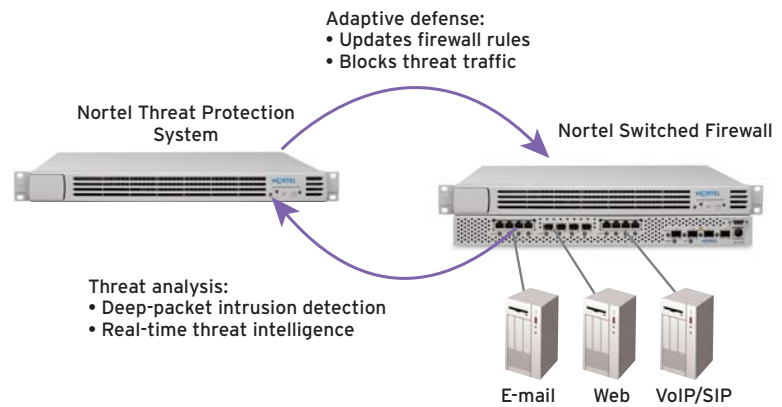 Adaptive defense:
• Updates firewall rules
• Blocks threat traffic
Nortel Threat Protection
System
Nortel Switched Firewall
NORTEL
NORTEL
Threat analysis:
• Deep-packet intrusion detection
• Real-time threat intelligence
E-mail
Web
VoIP/SIP